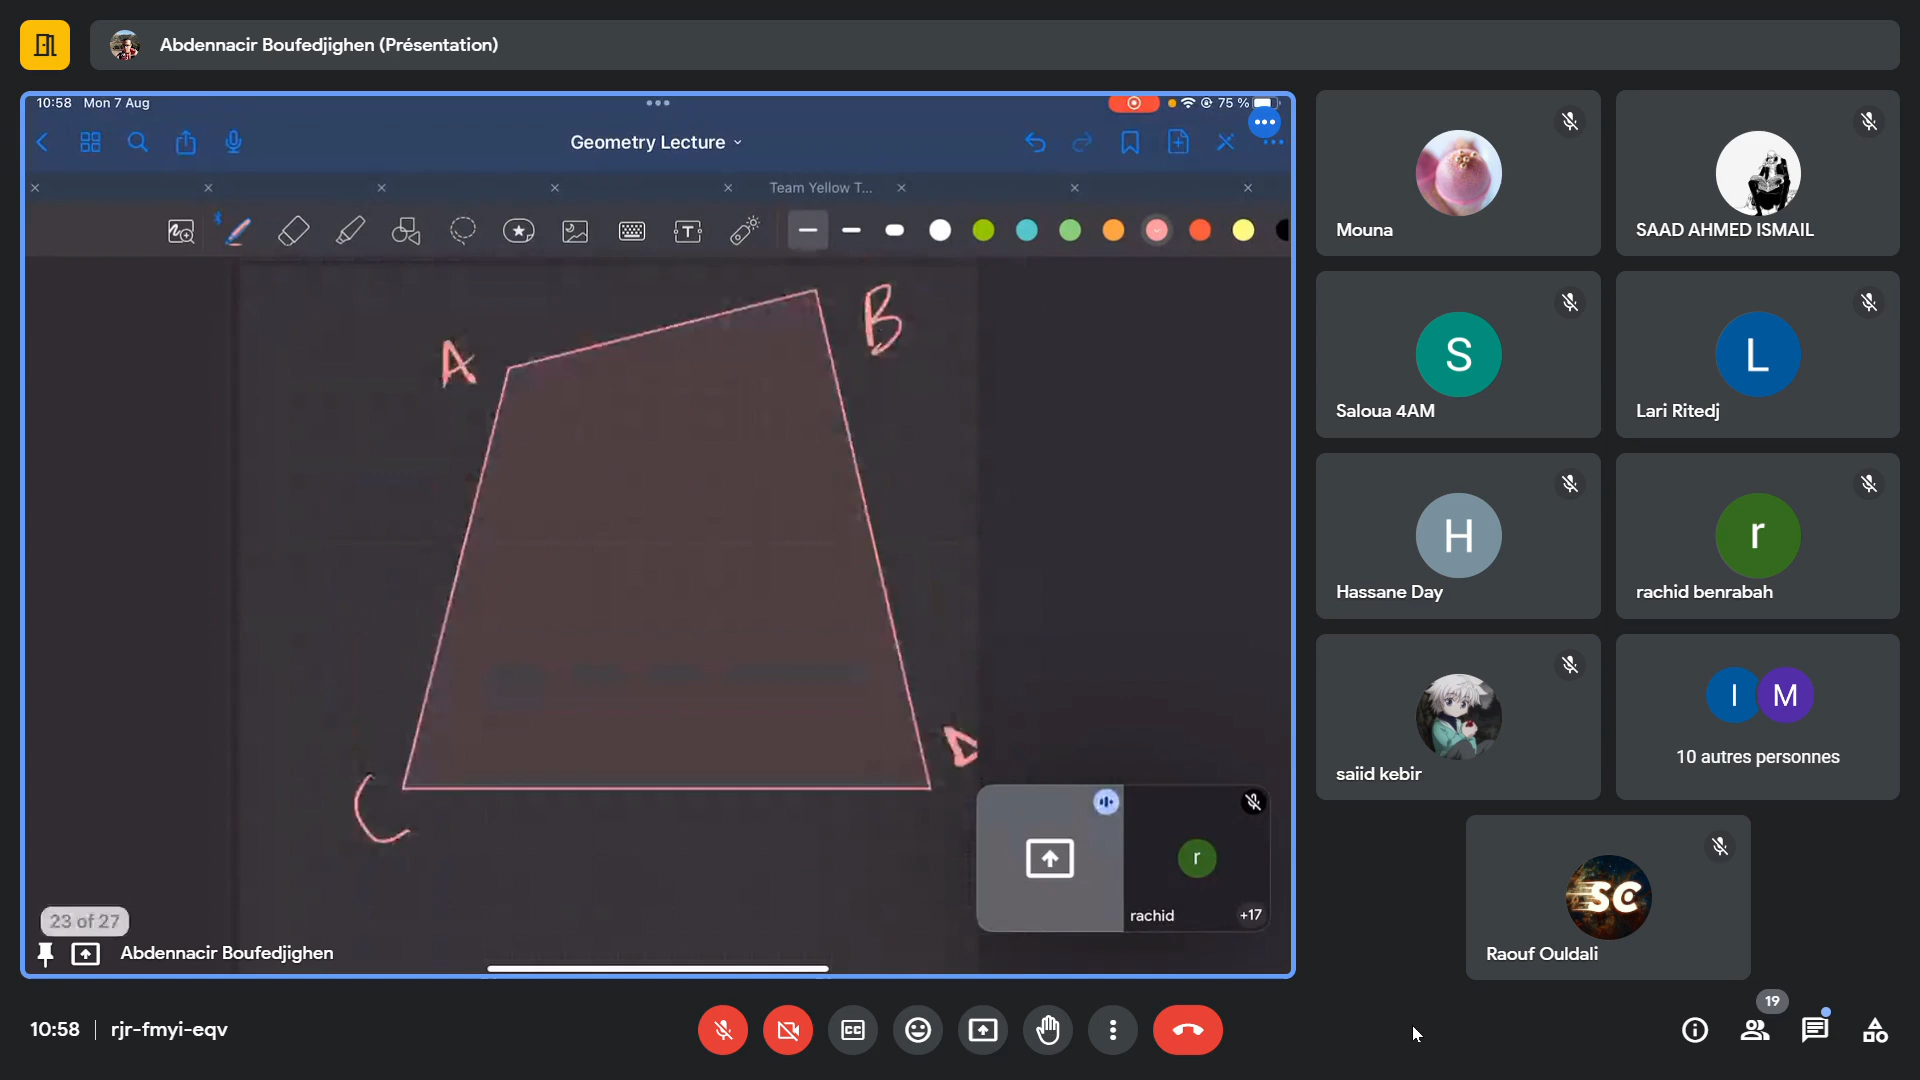 Abdennacir Boufedjighen (Présentation)
10:58 Mon 7 Aug
75 %
Geometry Lecture
Team Yellow T...
A
B
C
D
23 of 27
Abdennacir Boufedjighen
r
rachid
+17
Mouna
SAAD AHMED ISMAIL
S
Saloua 4AM
L
Lari Ritedj
H
Hassane Day
r
rachid benrabah
saiid kebir
I M
10 autres personnes
SC
Raouf Ouldali
10:58 | rjr-fmyi-eqv
CC
19